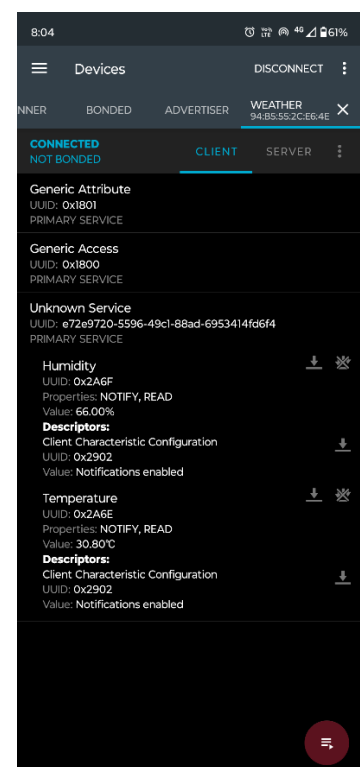 8:04
VoLTE 4G 61%
Devices
DISCONNECT
NNER
BONDED
ADVERTISER
WEATHER
94:B5:55:2C:E6:4E
CONNECTED
NOT BONDED
CLIENT
SERVER
Generic Attribute
UUID: 0x1801
PRIMARY SERVICE
Generic Access
UUID: 0x1800
PRIMARY SERVICE
Unknown Service
UUID: e72e9720-5596-49c1-88ad-6953414fd6f4
PRIMARY SERVICE
Humidity
UUID: 0x2A6F
Properties: NOTIFY, READ
Value: 66.00%
Descriptors:
Client Characteristic Configuration
UUID: 0x2902
Value: Notifications enabled
Temperature
UUID: 0x2A6E
Properties: NOTIFY, READ
Value: 30.80°C
Descriptors:
Client Characteristic Configuration
UUID: 0x2902
Value: Notifications enabled